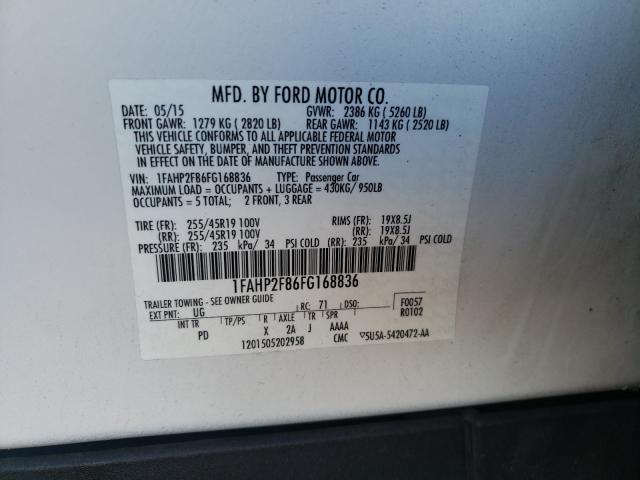 MFD. BY FORD MOTOR CO.
DATE: 05/15 GVWR: 2386 KG ( 5260 LB)
FRONT GAWR: 1279 KG ( 2820 LB) REAR GAWR: 1143 KG ( 2520 LB)
THIS VEHICLE CONFORMS TO ALL APPLICABLE FEDERAL MOTOR
VEHICLE SAFETY, BUMPER, AND THEFT PREVENTION STANDARDS
IN EFFECT ON THE DATE OF MANUFACTURE SHOWN ABOVE.
VIN: 1FAHP2F86FG168836 TYPE: Passenger Car
MAXIMUM LOAD = OCCUPANTS + LUGGAGE = 430KG/ 950LB
OCCUPANTS = 5 TOTAL; 2 FRONT, 3 REAR
TIRE (FR): 255/45R19 100V RIMS (FR): 19X8.5J
(RR): 255/45R19 100V (RR): 19X8.5J
PRESSURE (FR): 235 kPa/ 34 PSI COLD (RR): 235 kPa/ 34 PSI COLD
1FAHP2F86FG168836
TRAILER TOWING - SEE OWNER GUIDE
EXT PNT: UG RC: 71 DSO: F0057
R0102
INT TR TP/PS R AXLE TR SPR
PD X 2A J AAAA
1201505202958 CMC ▽5U5A-5420472-AA